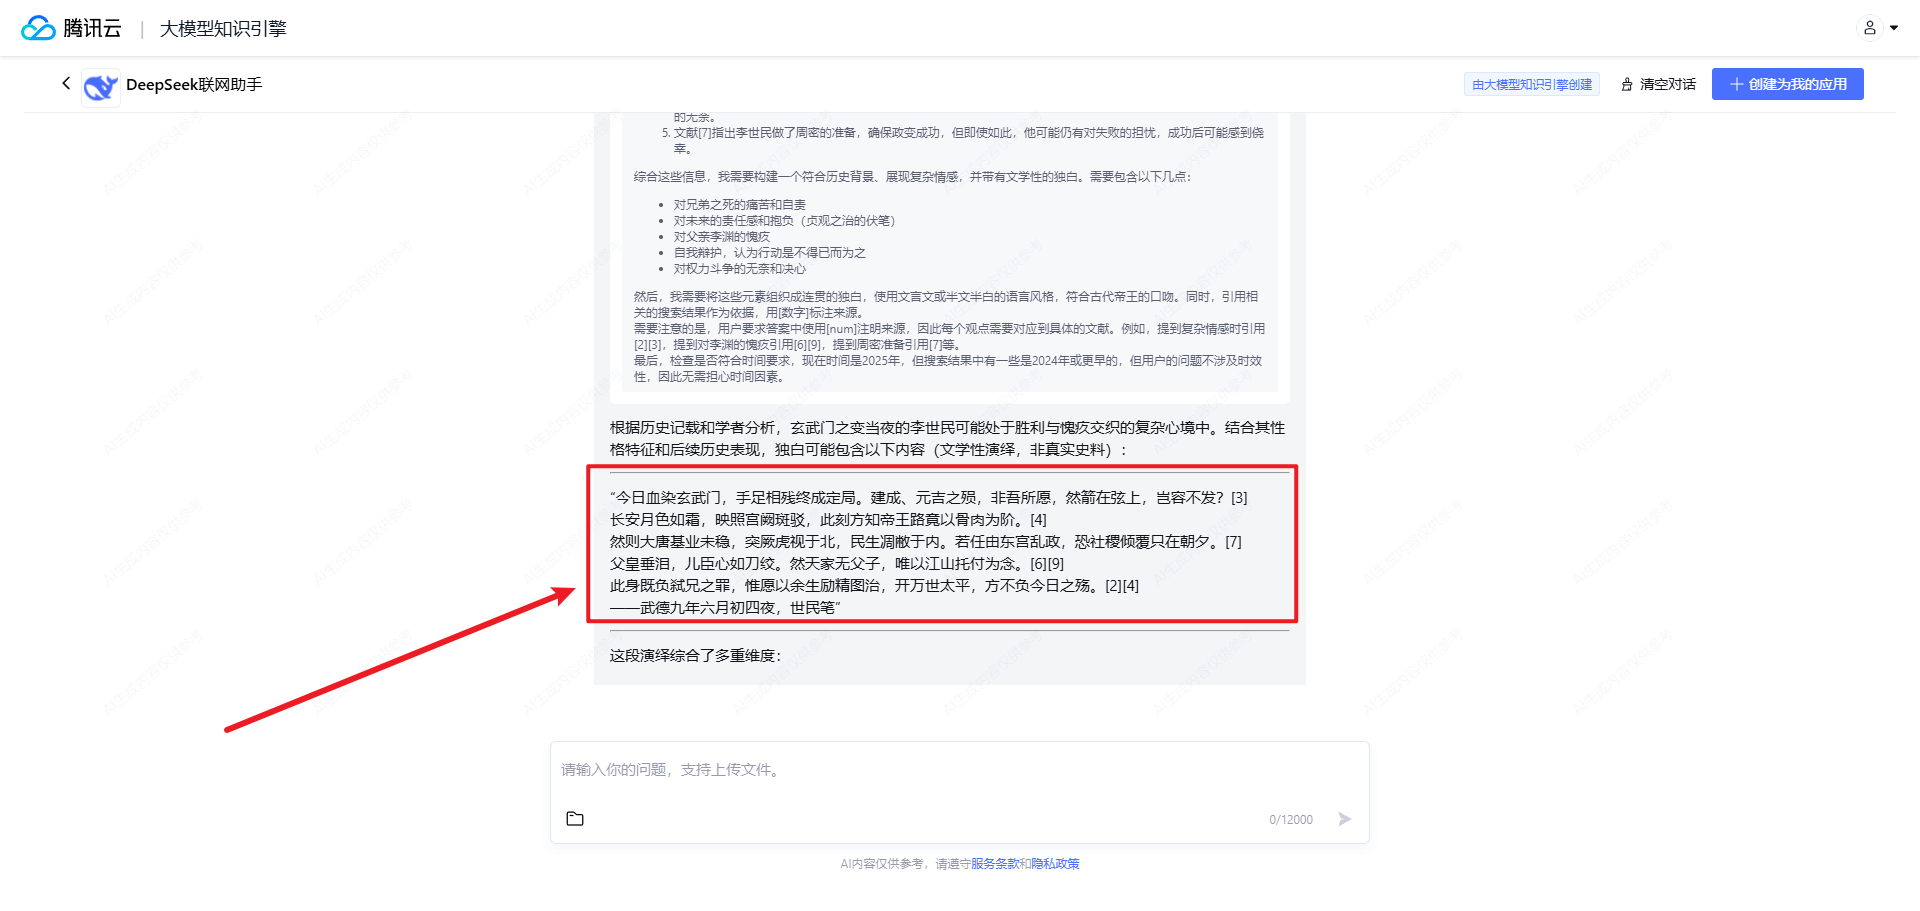 腾讯云 | 大模型知识引擎
DeepSeek联网助手
由大模型知识引擎创建
清空对话
创建为我的应用
的无奈。
5. 文献[7]指出李世民做了周密的准备，确保政变成功，但即使如此，他可能仍有对失败的担忧，成功后可能感到侥
幸。
综合这些信息，我需要构建一个符合历史背景、展现复杂情感，并带有文学性的独白。需要包含以下几点：
• 对兄弟之死的痛苦和自责
• 对未来的责任感和抱负（贞观之治的伏笔）
• 对父亲李渊的愧疚
• 自我辩护，认为行动是不得已而为之
• 对权力斗争的无奈和决心
然后，我需要将这些元素组织成连贯的独白，使用文言文或半文半白的语言风格，符合古代帝王的口吻。同时，引用相
关的搜索结果作为依据，用[数字]标注来源。
需要注意的是，用户要求答案中使用[num]注明来源，因此每个观点需要对应到具体的文献。例如，提到复杂情感时引用
[2][3]，提到对李渊的愧疚引用[6][9]，提到周密准备引用[7]等。
最后，检查是否符合时间要求，现在时间是2025年，但搜索结果中有一些是2024年或更早的，但用户的问题不涉及时效
性，因此无需担心时间因素。
根据历史记载和学者分析，玄武门之变当夜的李世民可能处于胜利与愧疚交织的复杂心境中。结合其性
格特征和后续历史表现，独白可能包含以下内容（文学性演绎，非真实史料）：
“今日血染玄武门，手足相残终成定局。建成、元吉之殒，非吾所愿，然箭在弦上，岂容不发？[3]
长安月色如霜，映照宫阙斑驳，此刻方知帝王路竟以骨肉为阶。[4]
然则大唐基业未稳，突厥虎视于北，民生凋敝于内。若任由东宫乱政，恐社稷倾覆只在朝夕。[7]
父皇垂泪，儿臣心如刀绞。然天家无父子，唯以江山托付为念。[6][9]
此身既负弑兄之罪，惟愿以余生励精图治，开万世太平，方不负今日之殇。[2][4]
——武德九年六月初四夜，世民笔”
这段演绎综合了多重维度：
请输入你的问题，支持上传文件。
0/12000
AI内容仅供参考，请遵守服务条款和隐私政策
AI生成内容仅供参考